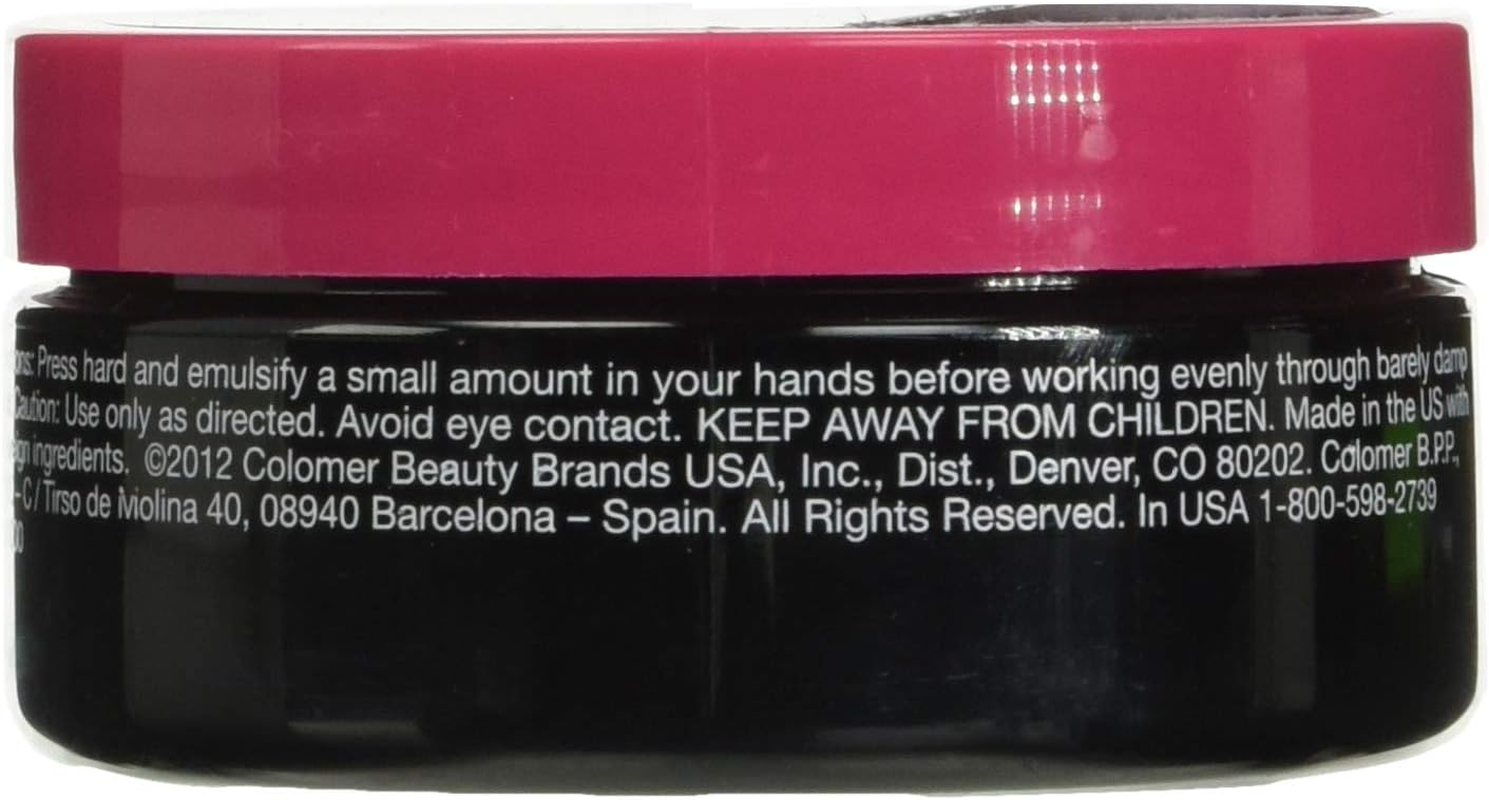 ons: Press hard and emulsify a small amount in your hands before working evenly through barely damp
Caution: Use only as directed. Avoid eye contact. KEEP AWAY FROM CHILDREN. Made in the US with
eign ingredients. ©2012 Colomer Beauty Brands USA, Inc., Dist., Denver, CO 80202. Colomer B.P.P.,
- C / Tirso de Molina 40, 08940 Barcelona – Spain. All Rights Reserved. In USA 1-800-598-2739
00